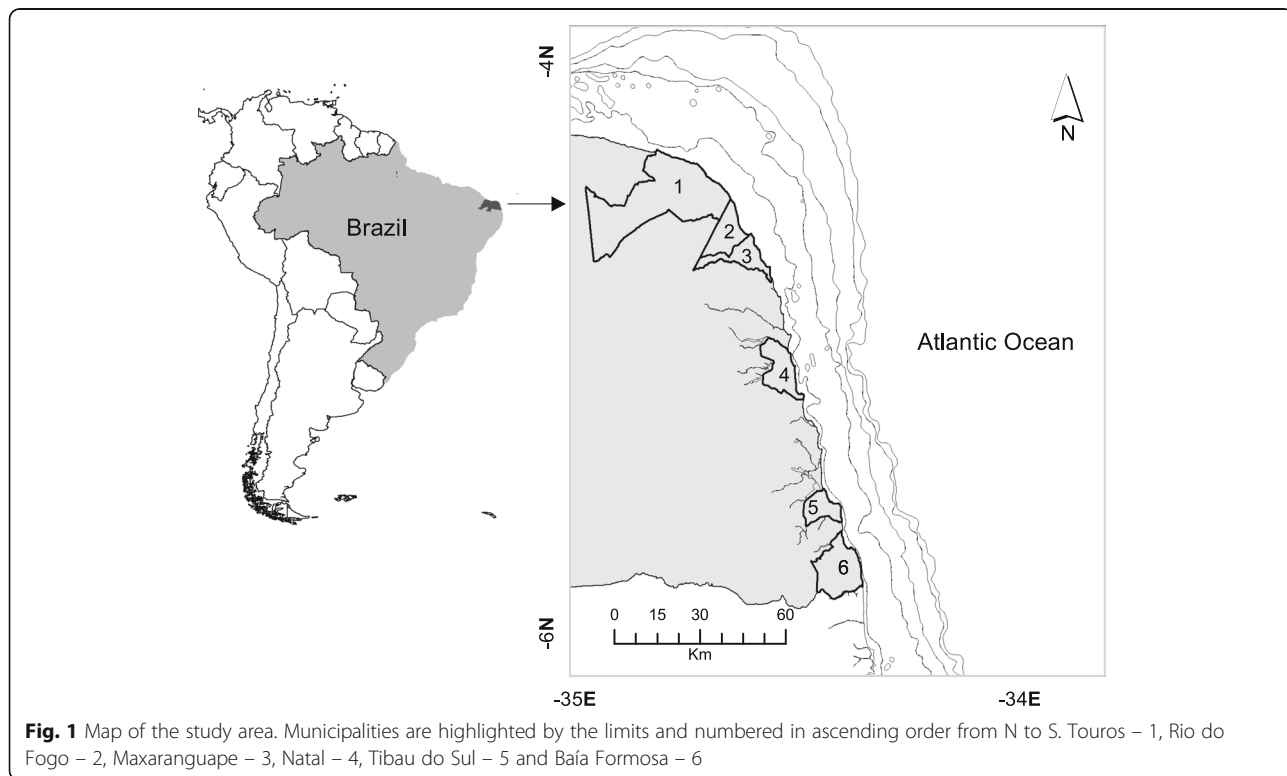 -4N
N
1
2
Brazil
3
Atlantic Ocean
4
5
6
0 15 30 60
Km
-6N
-35E -34E
Fig. 1 Map of the study area. Municipalities are highlighted by the limits and numbered in ascending order from N to S. Touros – 1, Rio do
Fogo – 2, Maxaranguape – 3, Natal – 4, Tibau do Sul – 5 and Baía Formosa – 6